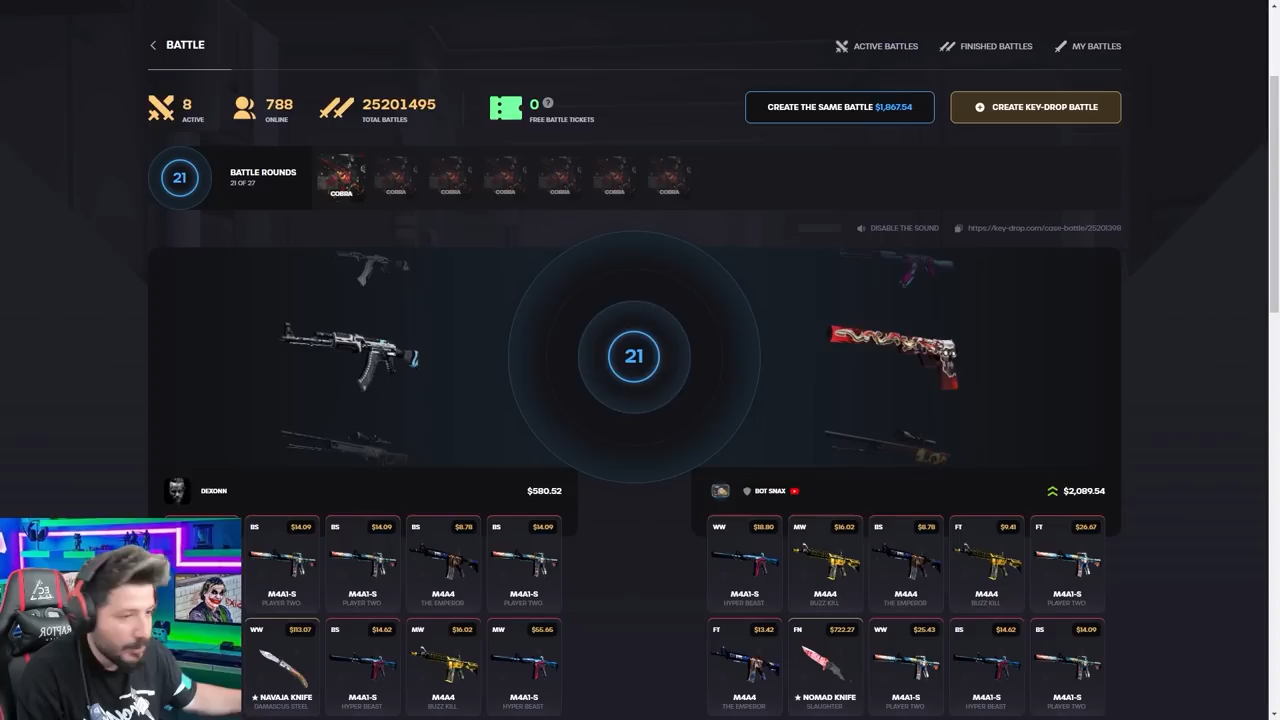 BATTLE
ACTIVE BATTLES
FINISHED BATTLES
MY BATTLES
8
ACTIVE
788
ONLINE
25201495
TOTAL BATTLES
0 ?
FREE BATTLE TICKETS
CREATE THE SAME BATTLE $1,867.54
CREATE KEY-DROP BATTLE
21
BATTLE ROUNDS
21 OF 27
COBRA
COBRA
COBRA
COBRA
COBRA
COBRA
COBRA
DISABLE THE SOUND
https://key-drop.com/case-battle/25201398
21
DEXONN
$580.52
BOT SNAX
$2,089.54
BS $14.09
M4A1-S
PLAYER TWO
BS $14.09
M4A1-S
PLAYER TWO
BS $8.78
M4A4
THE EMPEROR
BS $14.09
M4A1-S
PLAYER TWO
WW $18.80
M4A1-S
HYPER BEAST
MW $16.02
M4A4
BUZZ KILL
BS $8.78
M4A4
THE EMPEROR
FT $9.41
M4A4
BUZZ KILL
FT $26.67
M4A1-S
PLAYER TWO
WW $113.07
★ NAVAJA KNIFE
DAMASCUS STEEL
BS $14.62
M4A1-S
HYPER BEAST
MW $16.02
M4A4
BUZZ KILL
MW $55.65
M4A1-S
HYPER BEAST
FT $13.42
M4A4
THE EMPEROR
FN $722.27
★ NOMAD KNIFE
SLAUGHTER
WW $25.43
M4A1-S
PLAYER TWO
BS $14.62
M4A1-S
HYPER BEAST
BS $14.09
M4A1-S
PLAYER TWO
RAPTOR